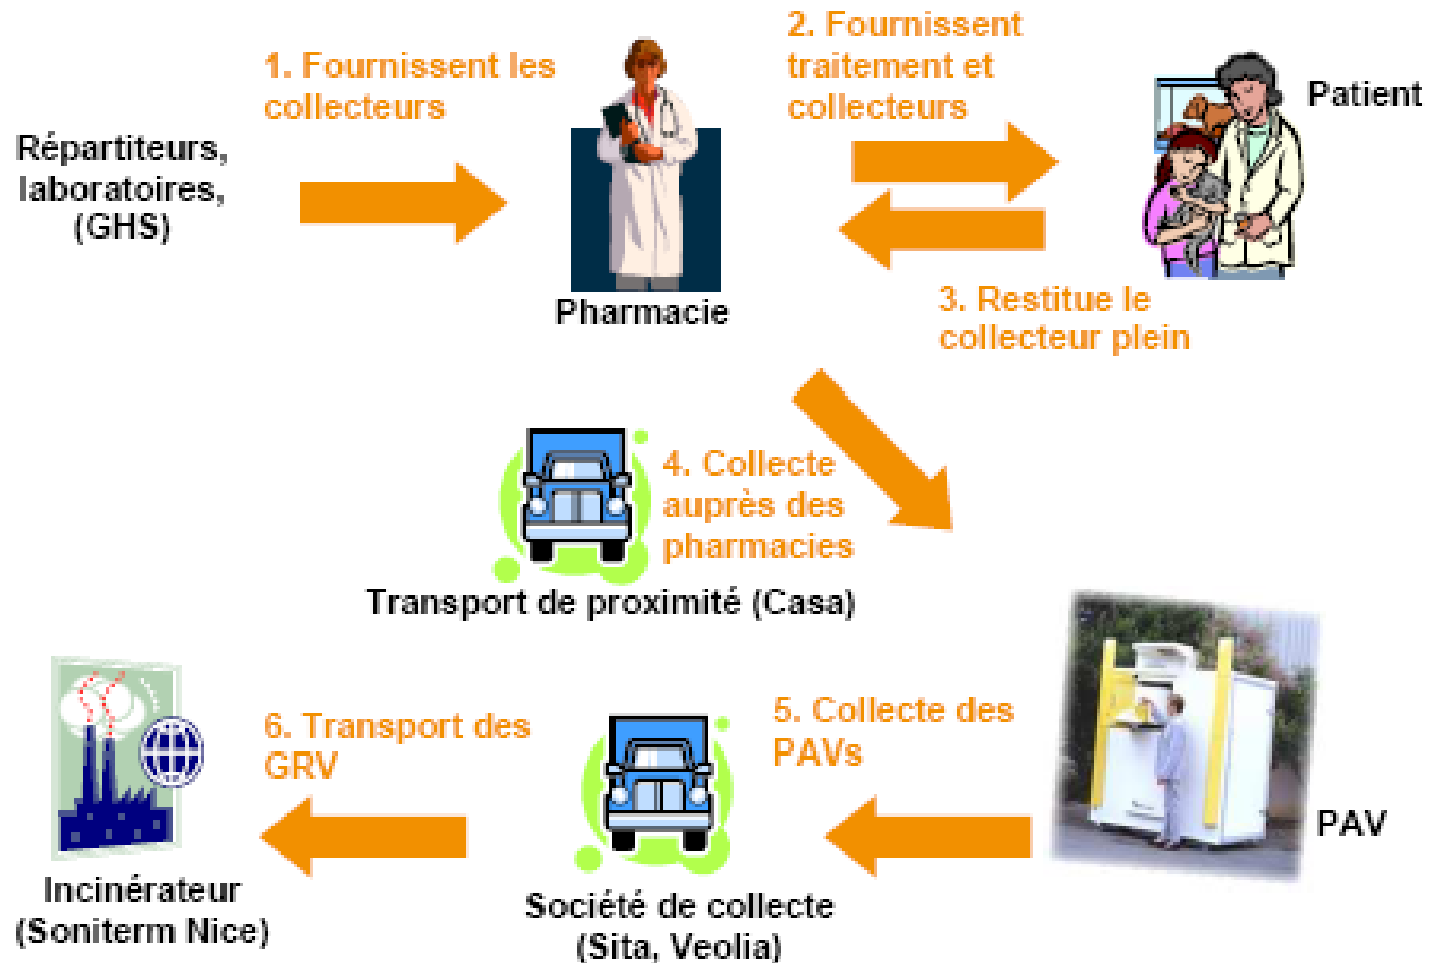 1. Fournissent les
collecteurs
2. Fournissent
traitement et
collecteurs
Patient
Répartiteurs,
laboratoires,
(GHS)
Pharmacie
3. Restitue le
collecteur plein
4. Collecte
auprès des
pharmacies
Transport de proximité (Casa)
5. Collecte des
PAVs
PAV
6. Transport des
GRV
Société de collecte
(Sita, Veolia)
Incinérateur
(Soniterm Nice)